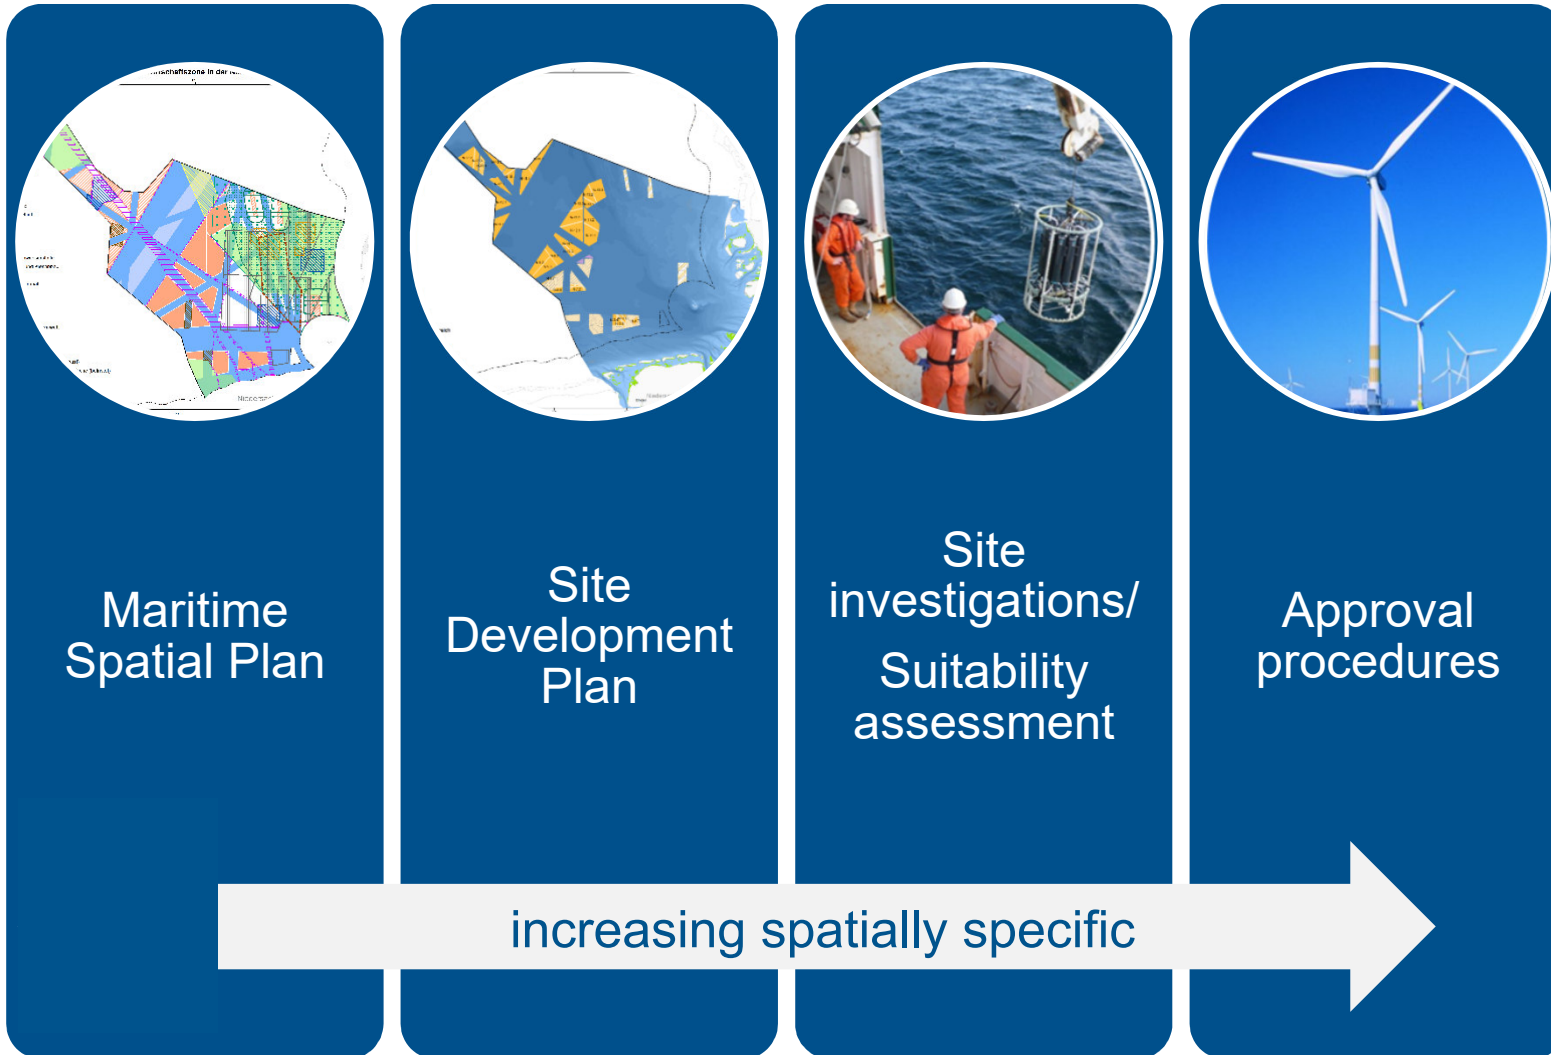 Maritime
Spatial Plan
Site
Development
Plan
Site
investigations/
Suitability
assessment
Approval
procedures
increasing spatially specific